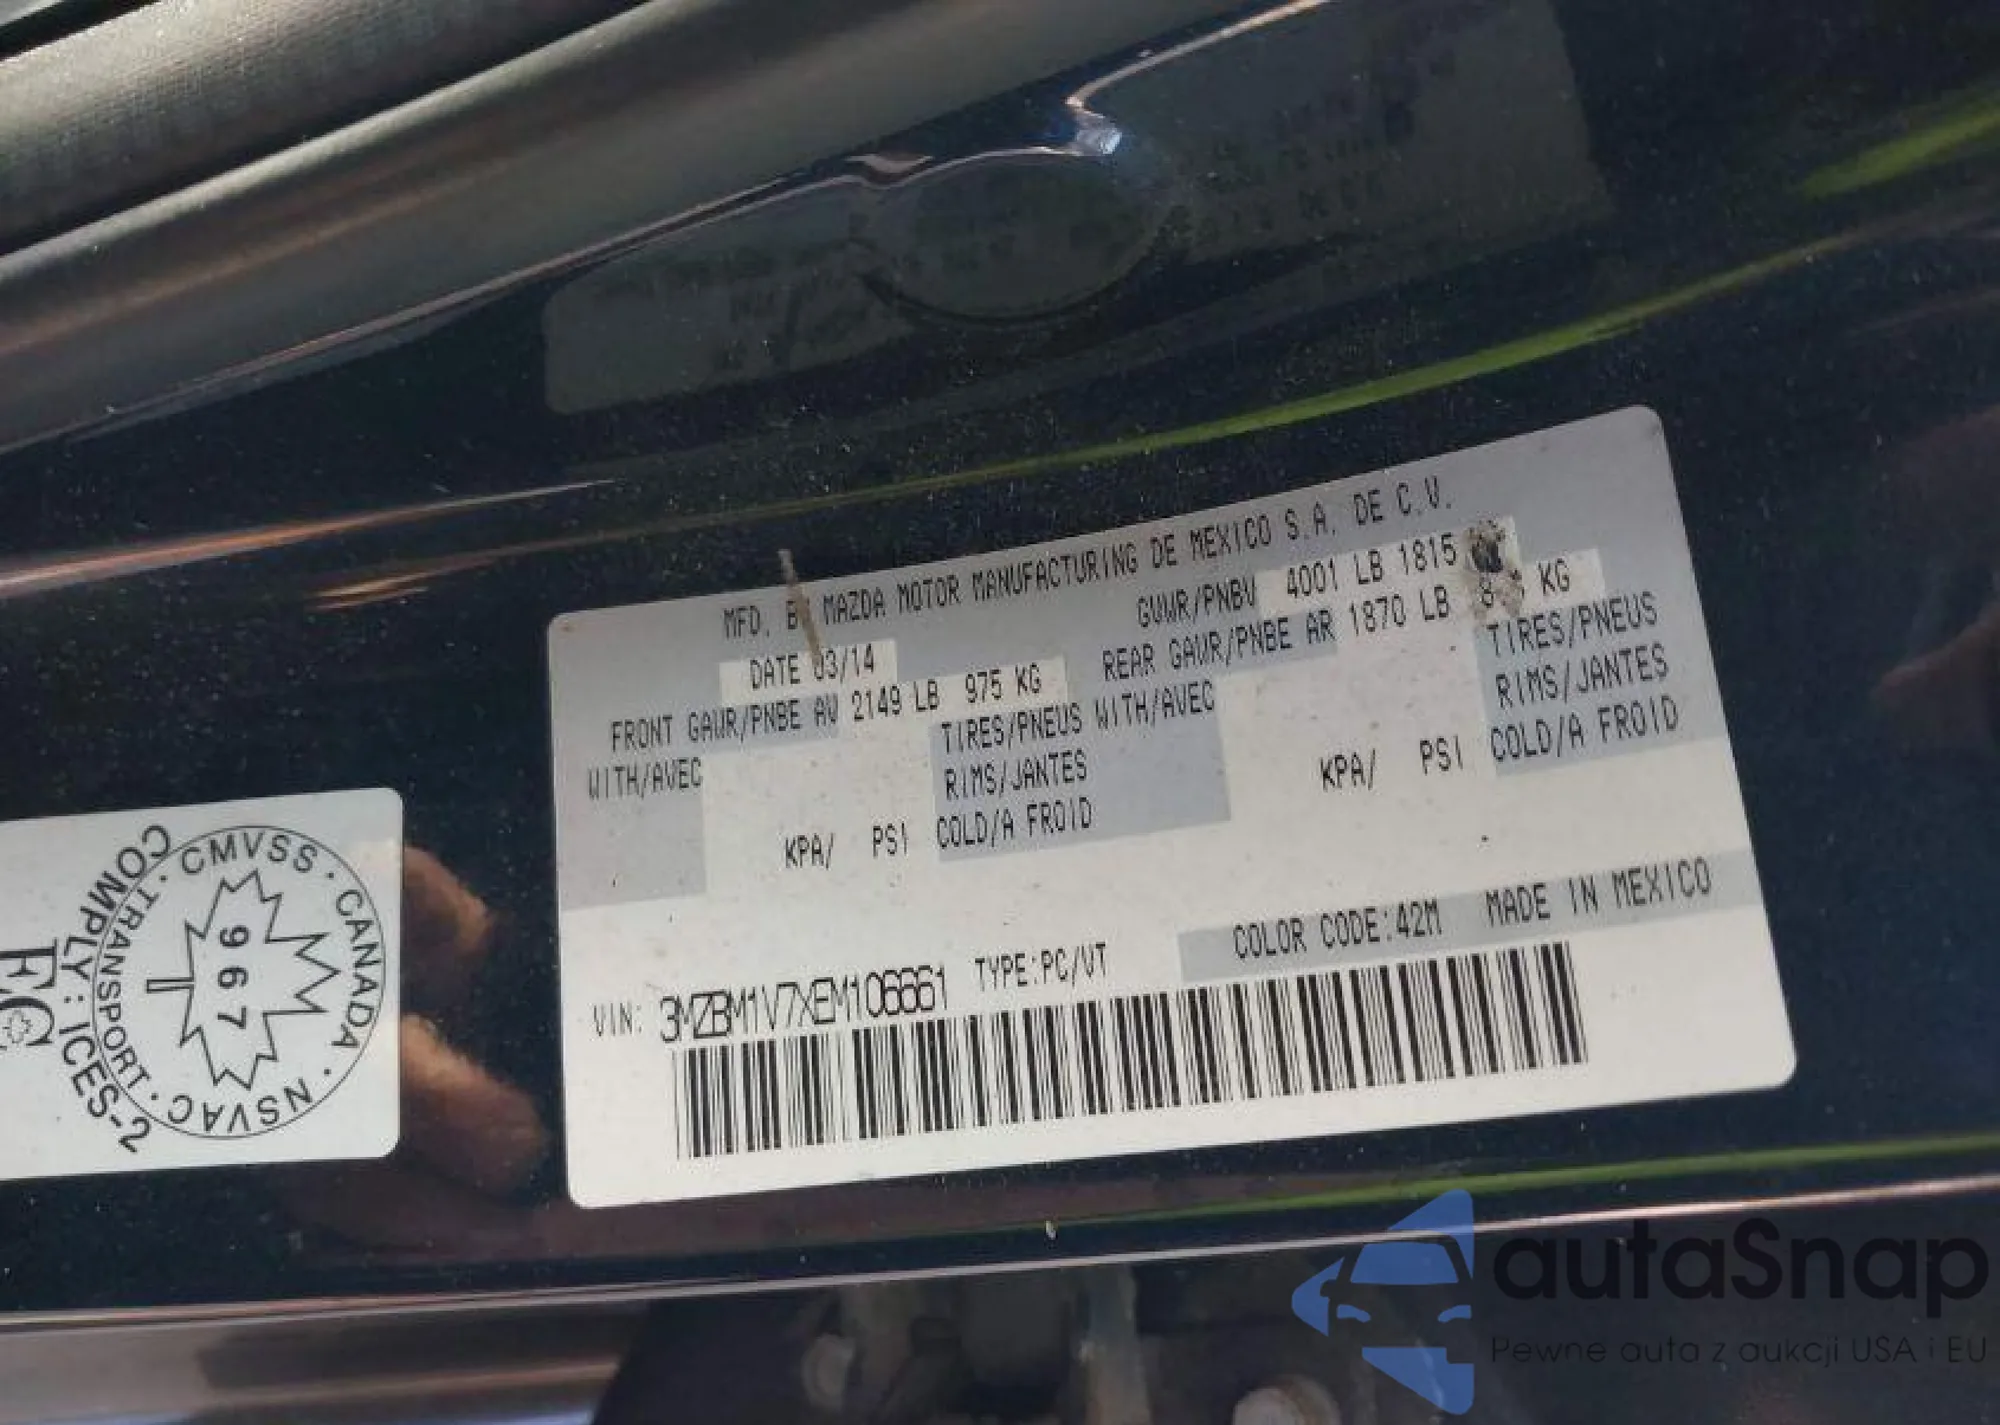 MFD. BY MAZDA MOTOR MANUFACTURING DE MEXICO S.A. DE C.V.
DATE 03/14 GVWR/PNBV 4001 LB 1815
FRONT GAWR/PNBE AV 2149 LB 975 KG REAR GAWR/PNBE AR 1870 LB KG
WITH/AVEC TIRES/PNEUS WITH/AVEC TIRES/PNEUS
RIMS/JANTES RIMS/JANTES
KPA/ PSI COLD/A FROID KPA/ PSI COLD/A FROID
VIN: 3MZBM1V7XEM106661 TYPE:PC/VT COLOR CODE:42M MADE IN MEXICO
COMPLY: ICES-2
CMVSS · CANADA · NSVAC · TRANSPORT ·
967
autaSnap
Pewne auta z aukcji USA i EU